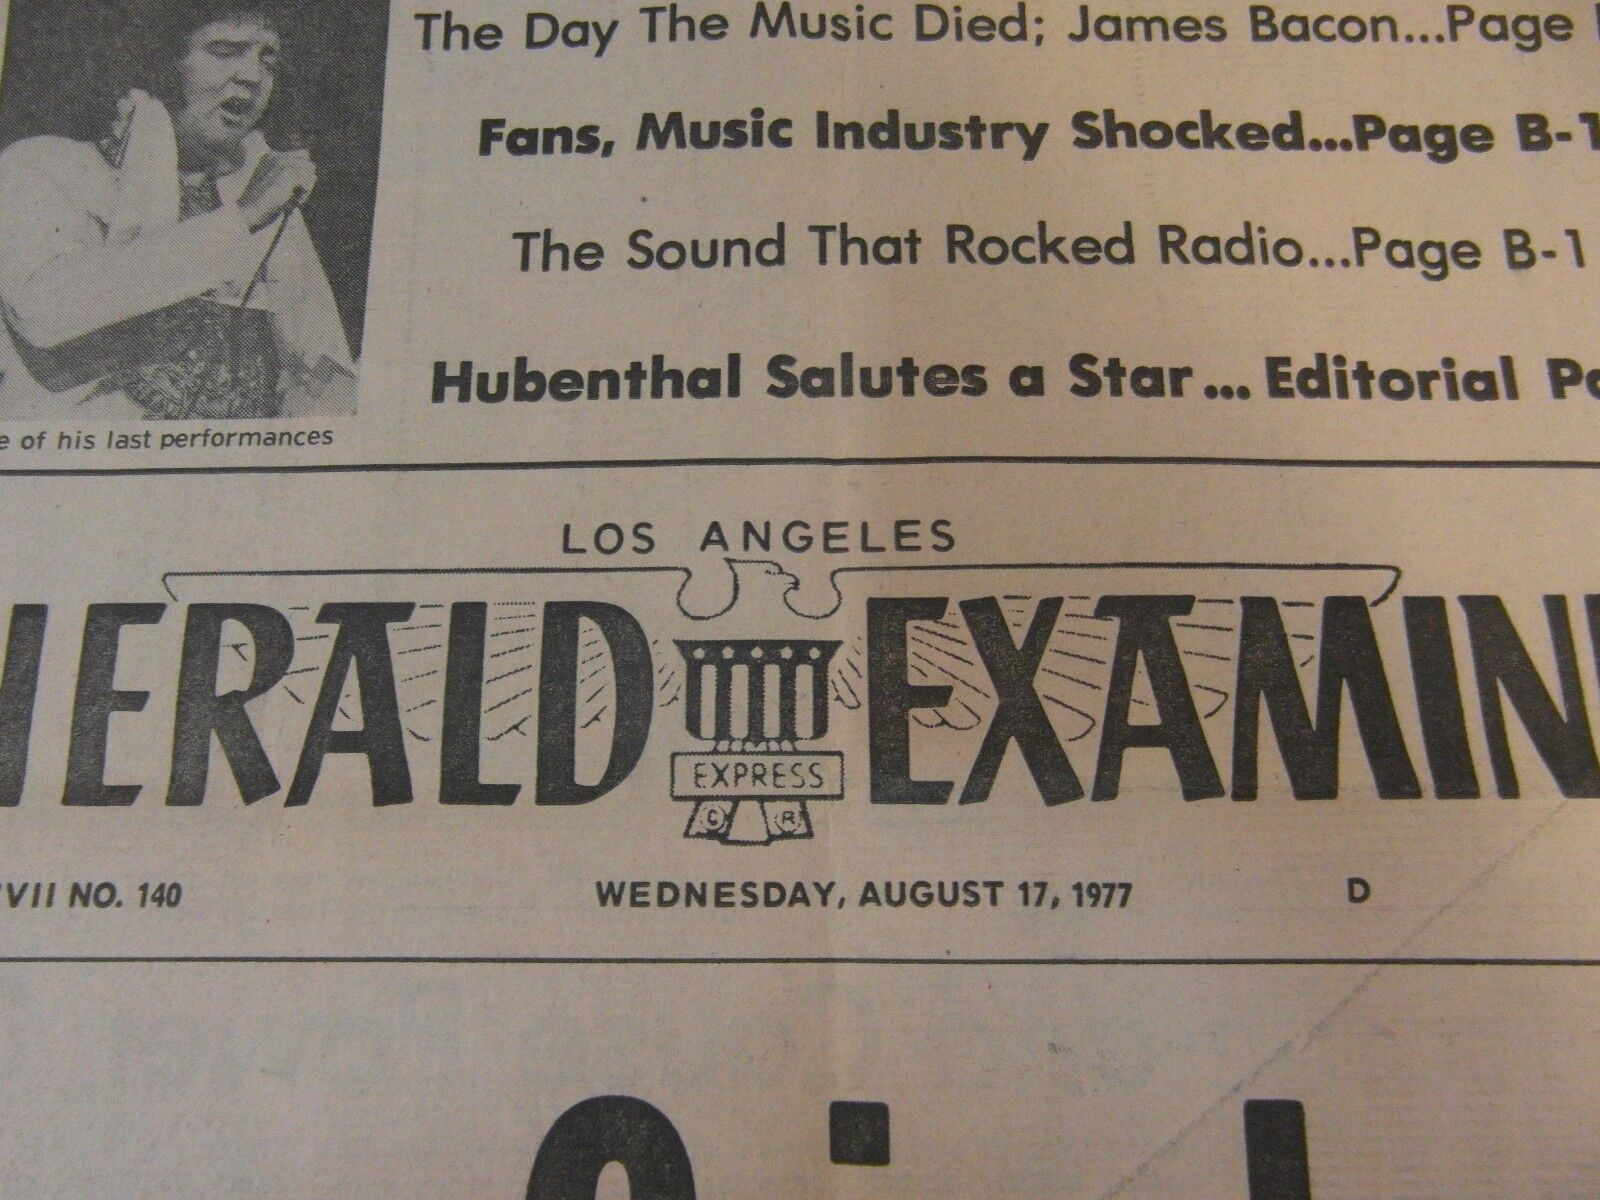 The Day The Music Died; James Bacon...Page
Fans, Music Industry Shocked...Page B-1
The Sound That Rocked Radio...Page B-1
Hubenthal Salutes a Star... Editorial
of his last performances
LOS ANGELES
HERALD EXAMIN
EXPRESS
C R
VII NO. 140
WEDNESDAY, AUGUST 17, 1977
D